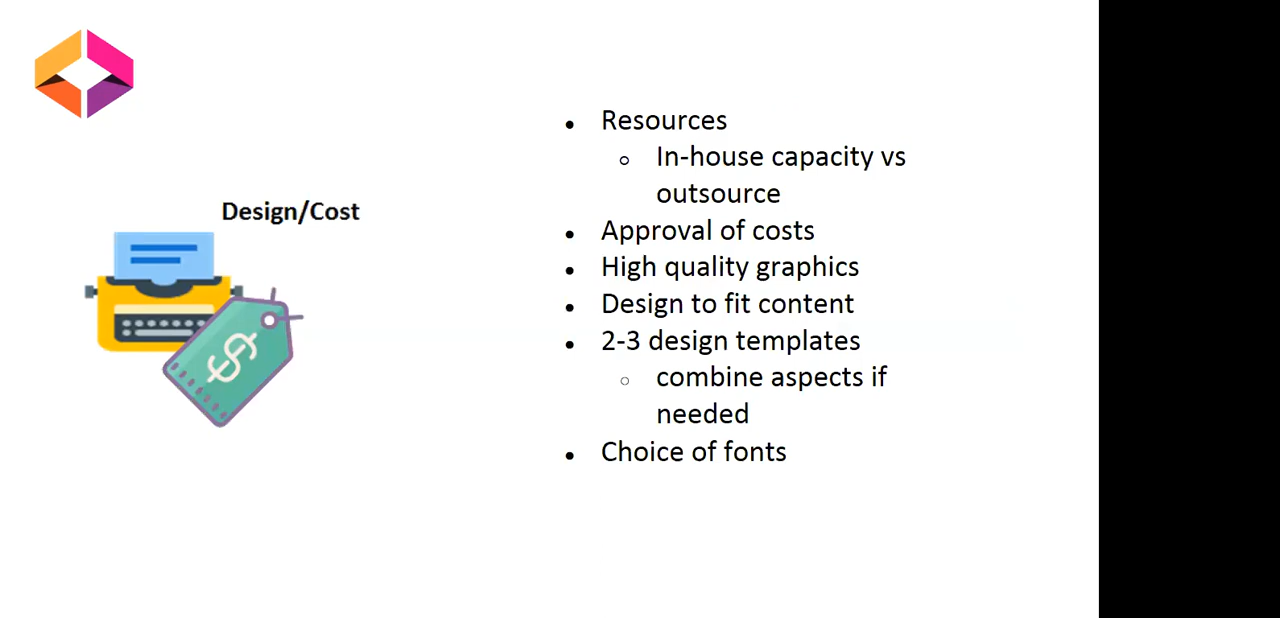 Design/Cost
• Resources
○ In-house capacity vs
outsource
• Approval of costs
• High quality graphics
• Design to fit content
• 2-3 design templates
○ combine aspects if
needed
• Choice of fonts
$